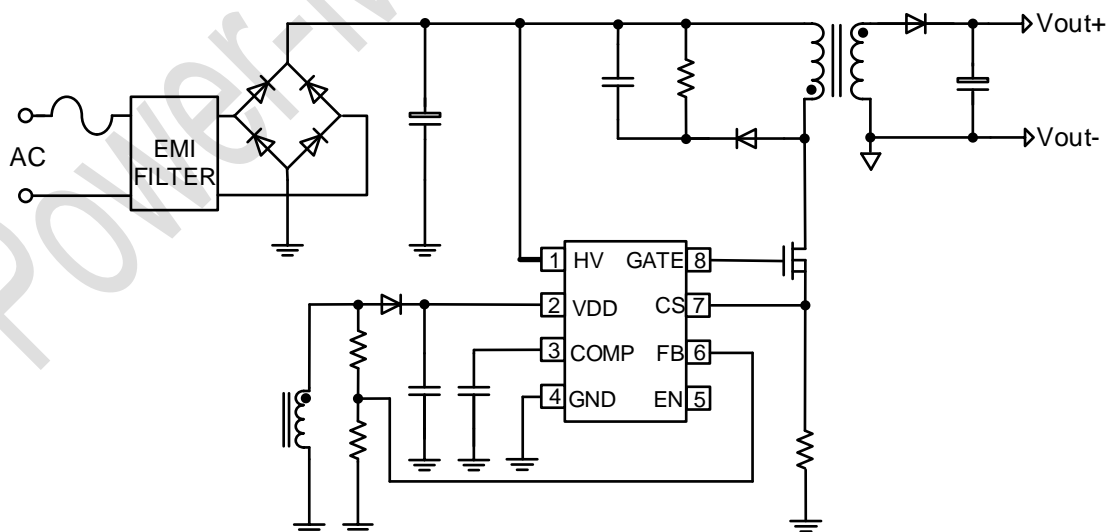 Power-
Vout+
AC
EMI
FILTER
Vout-
1 HV GATE 8
2 VDD CS 7
3 COMP FB 6
4 GND EN 5